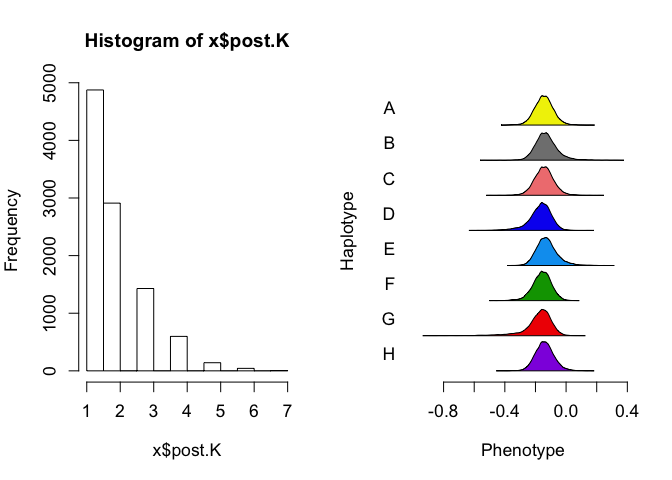 Histogram of x$post.K
Frequency
0
1000
2000
3000
4000
5000
1 2 3 4 5 6 7
x$post.K
Haplotype
A
B
C
D
E
F
G
H
-0.8 -0.4 0.0 0.4
Phenotype